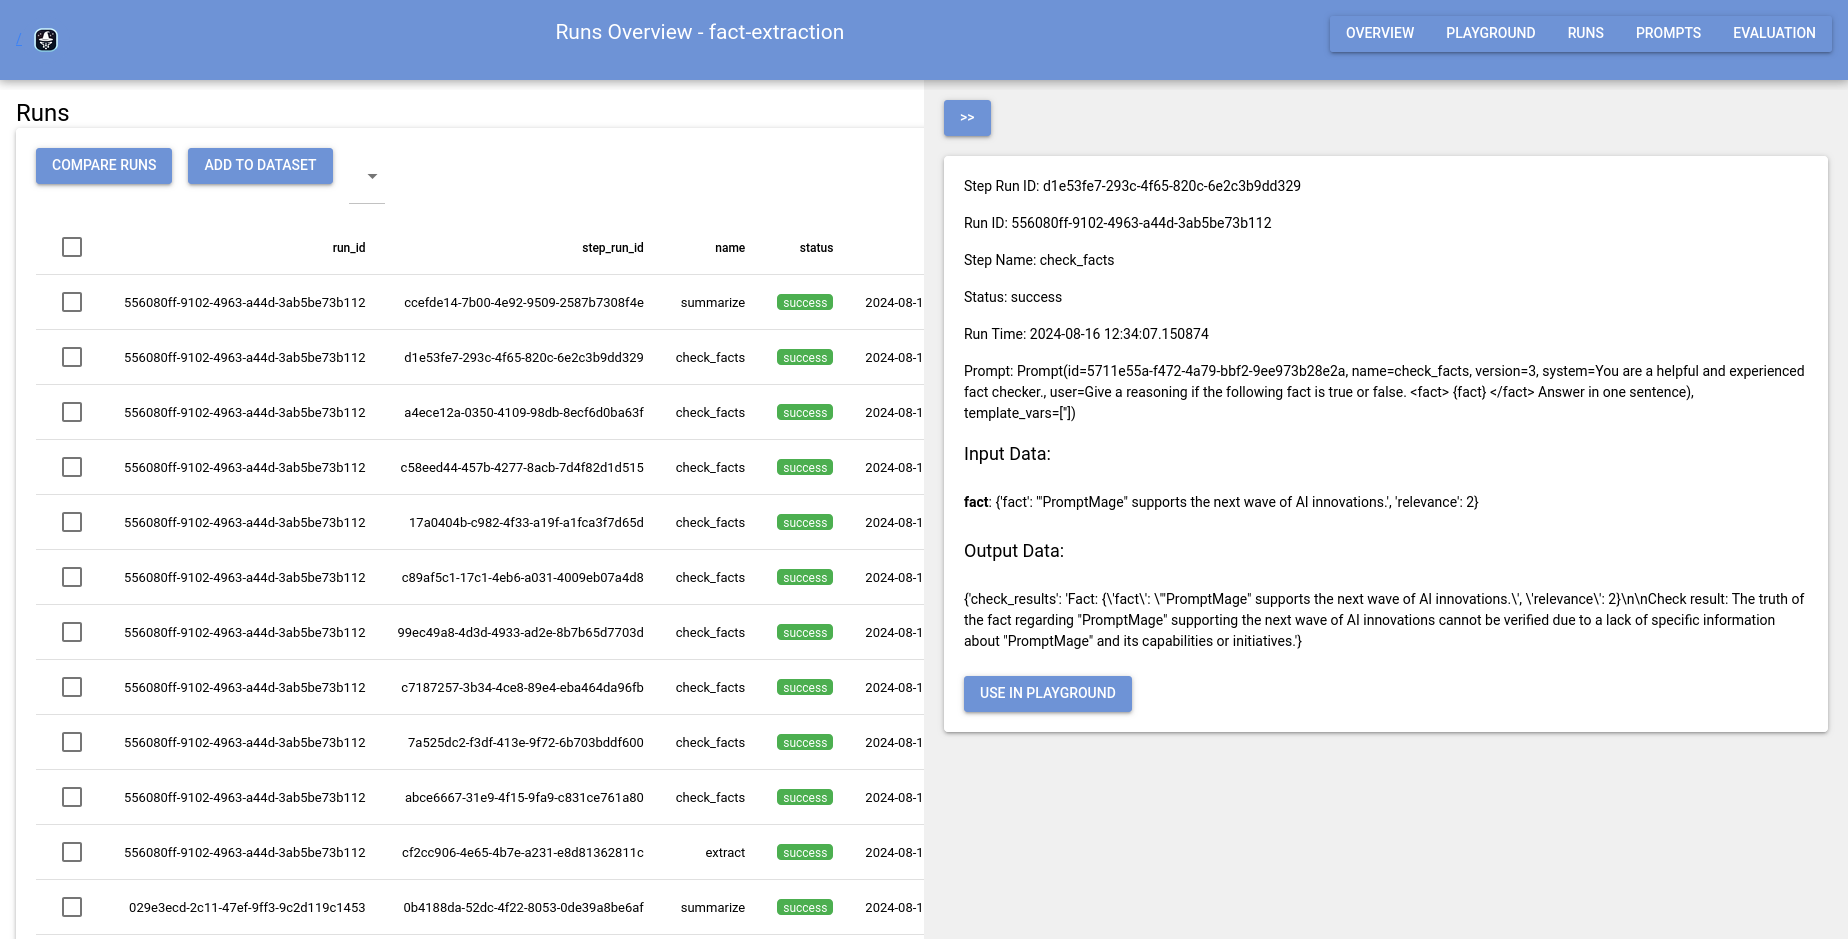 /
Runs Overview - fact-extraction
OVERVIEW PLAYGROUND RUNS PROMPTS EVALUATION
Runs
COMPARE RUNS ADD TO DATASET
run_id step_run_id name status
556080ff-9102-4963-a44d-3ab5be73b112 ccefde14-7b00-4e92-9509-2587b7308f4e summarize success 2024-08-1
556080ff-9102-4963-a44d-3ab5be73b112 d1e53fe7-293c-4f65-820c-6e2c3b9dd329 check_facts success 2024-08-1
556080ff-9102-4963-a44d-3ab5be73b112 a4ece12a-0350-4109-98db-8ecf6d0ba63f check_facts success 2024-08-1
556080ff-9102-4963-a44d-3ab5be73b112 c58eed44-457b-4277-8acb-7d4f82d1d515 check_facts success 2024-08-1
556080ff-9102-4963-a44d-3ab5be73b112 17a0404b-c982-4f33-a19f-a1fca3f7d65d check_facts success 2024-08-1
556080ff-9102-4963-a44d-3ab5be73b112 c89af5c1-17c1-4eb6-a031-4009eb07a4d8 check_facts success 2024-08-1
556080ff-9102-4963-a44d-3ab5be73b112 99ec49a8-4d3d-4933-ad2e-8b7b65d7703d check_facts success 2024-08-1
556080ff-9102-4963-a44d-3ab5be73b112 c7187257-3b34-4ce8-89e4-eba464da96fb check_facts success 2024-08-1
556080ff-9102-4963-a44d-3ab5be73b112 7a525dc2-f3df-413e-9f72-6b703bddf600 check_facts success 2024-08-1
556080ff-9102-4963-a44d-3ab5be73b112 abce6667-31e9-4f15-9fa9-c831ce761a80 check_facts success 2024-08-1
556080ff-9102-4963-a44d-3ab5be73b112 cf2cc906-4e65-4b7e-a231-e8d81362811c extract success 2024-08-1
029e3ecd-2c11-47ef-9ff3-9c2d119c1453 0b4188da-52dc-4f22-8053-0de39a8be6af summarize success 2024-08-1
>>
Step Run ID: d1e53fe7-293c-4f65-820c-6e2c3b9dd329
Run ID: 556080ff-9102-4963-a44d-3ab5be73b112
Step Name: check_facts
Status: success
Run Time: 2024-08-16 12:34:07.150874
Prompt: Prompt(id=5711e55a-f472-4a79-bbf2-9ee973b28e2a, name=check_facts, version=3, system=You are a helpful and experienced
fact checker., user=Give a reasoning if the following fact is true or false. <fact> {fact} </fact> Answer in one sentence),
template_vars=[''])
Input Data:
fact: {'fact': '"PromptMage" supports the next wave of AI innovations.', 'relevance': 2}
Output Data:
{'check_results': 'Fact: {\'fact\': \'"PromptMage" supports the next wave of AI innovations.\', \'relevance\': 2}\n\nCheck result: The truth of
the fact regarding "PromptMage" supporting the next wave of AI innovations cannot be verified due to a lack of specific information
about "PromptMage" and its capabilities or initiatives.'}
USE IN PLAYGROUND